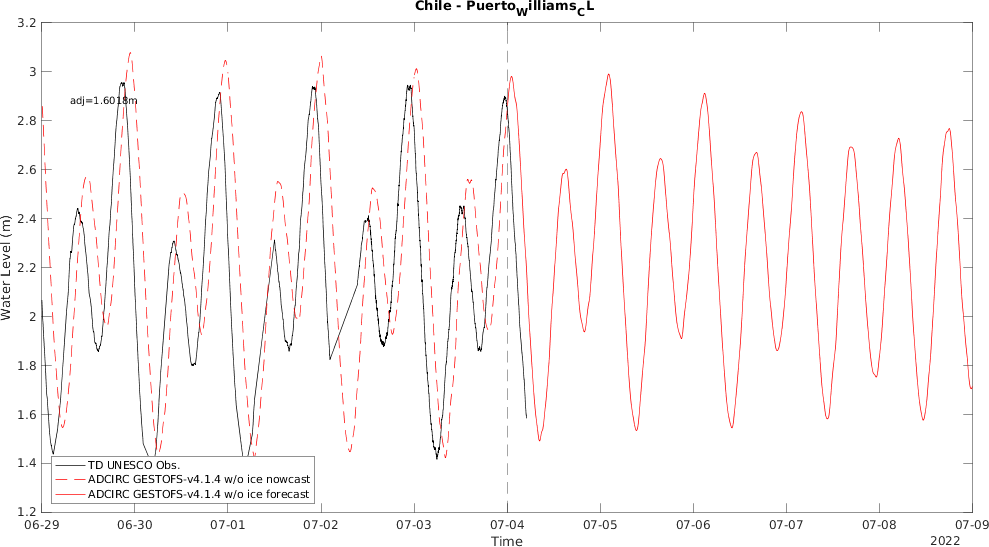 Chile - PuertoWilliamsCL
3.2
3
2.8
2.6
2.4
2.2
2
1.8
1.6
1.4
1.2
Water Level (m)
adj=1.6018m
TD UNESCO Obs.
ADCIRC GESTOFS-v4.1.4 w/o ice nowcast
ADCIRC GESTOFS-v4.1.4 w/o ice forecast
06-29 06-30 07-01 07-02 07-03 07-04 07-05 07-06 07-07 07-08 07-09
Time
2022